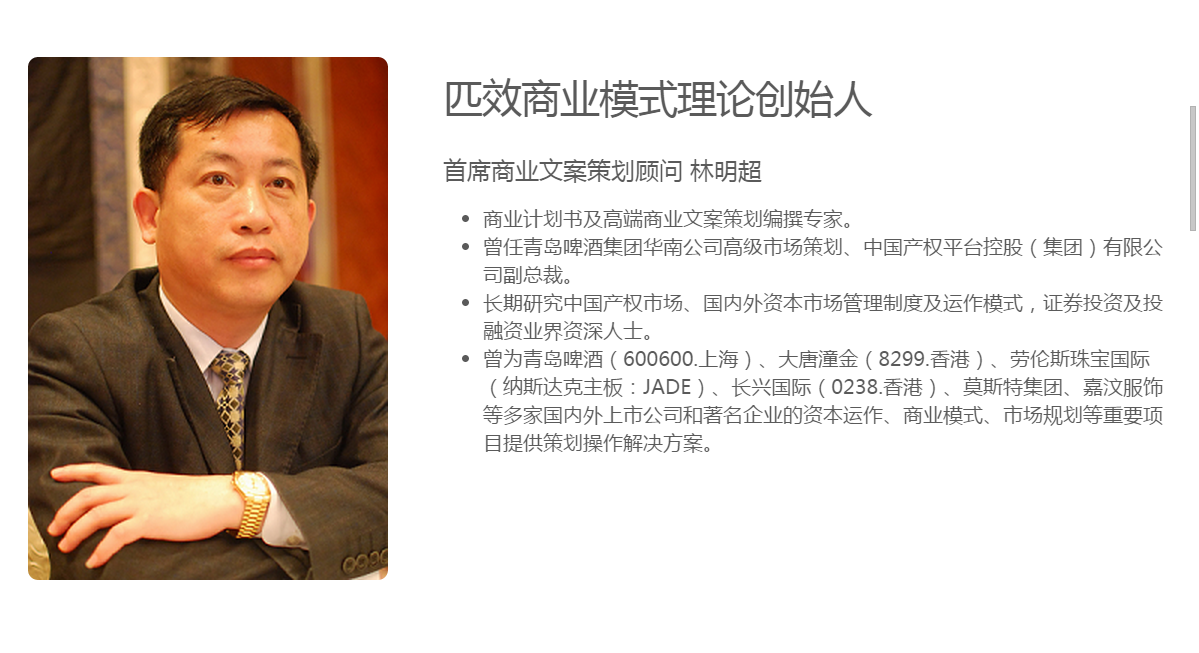 匹效商业模式理论创始人
首席商业文案策划顾问 林明超
商业计划书及高端商业文案策划编撰专家。
曾任青岛啤酒集团华南公司高级市场策划、中国产权平台控股（集团）有限公
司副总裁。
长期研究中国产权市场、国内外资本市场管理制度及运作模式，证券投资及投
融资业界资深人士。
曾为青岛啤酒（600600.上海）、大唐潼金（8299.香港）、劳伦斯珠宝国际
（纳斯达克主板：JADE）、长兴国际（0238.香港）、莫斯特集团、嘉汶服饰
等多家国内外上市公司和著名企业的资本运作、商业模式、市场规划等重要项
目提供策划操作解决方案。